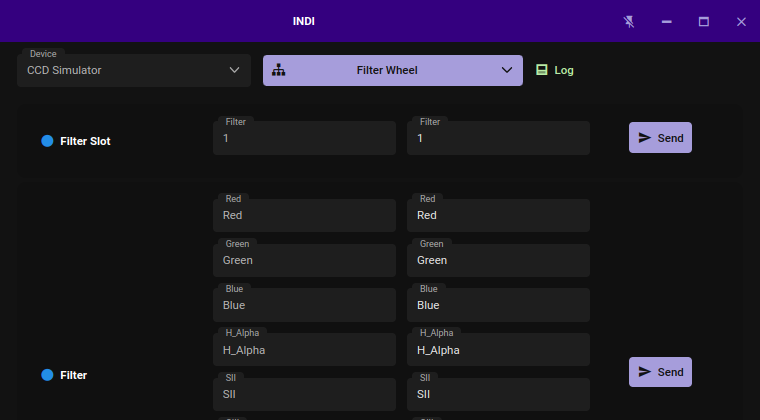 INDI
Device
CCD Simulator
Filter Wheel
Log
Filter Slot
Filter
1
Filter
1
Send
Red
Red
Red
Red
Green
Green
Green
Green
Blue
Blue
Blue
Blue
H_Alpha
H_Alpha
H_Alpha
H_Alpha
Filter
Send
SII
SII
SII
SII